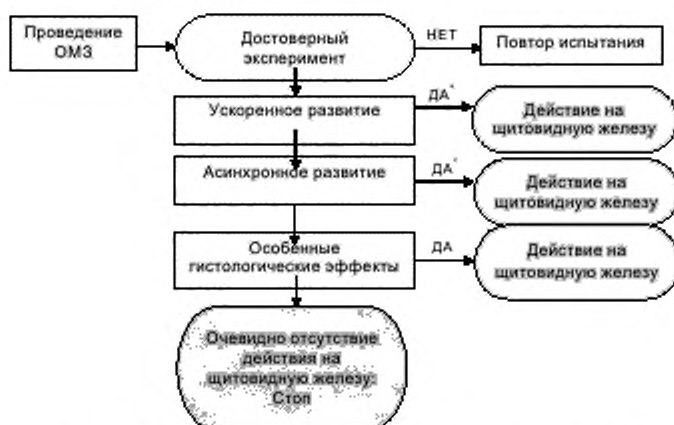 Проведение
ОМЗ
Достоверный
эксперимент
НЕТ
Повтор испытания
Ускоренное развитие
ДА*
Действие на
щитовидную железу
Асинхронное развитие
ДА*
Действие на
щитовидную железу
Особенные
гистологические эффекты
ДА
Действие на
щитовидную железу
Очевидно отсутствие
действия на
щитовидную железу:
Стоп